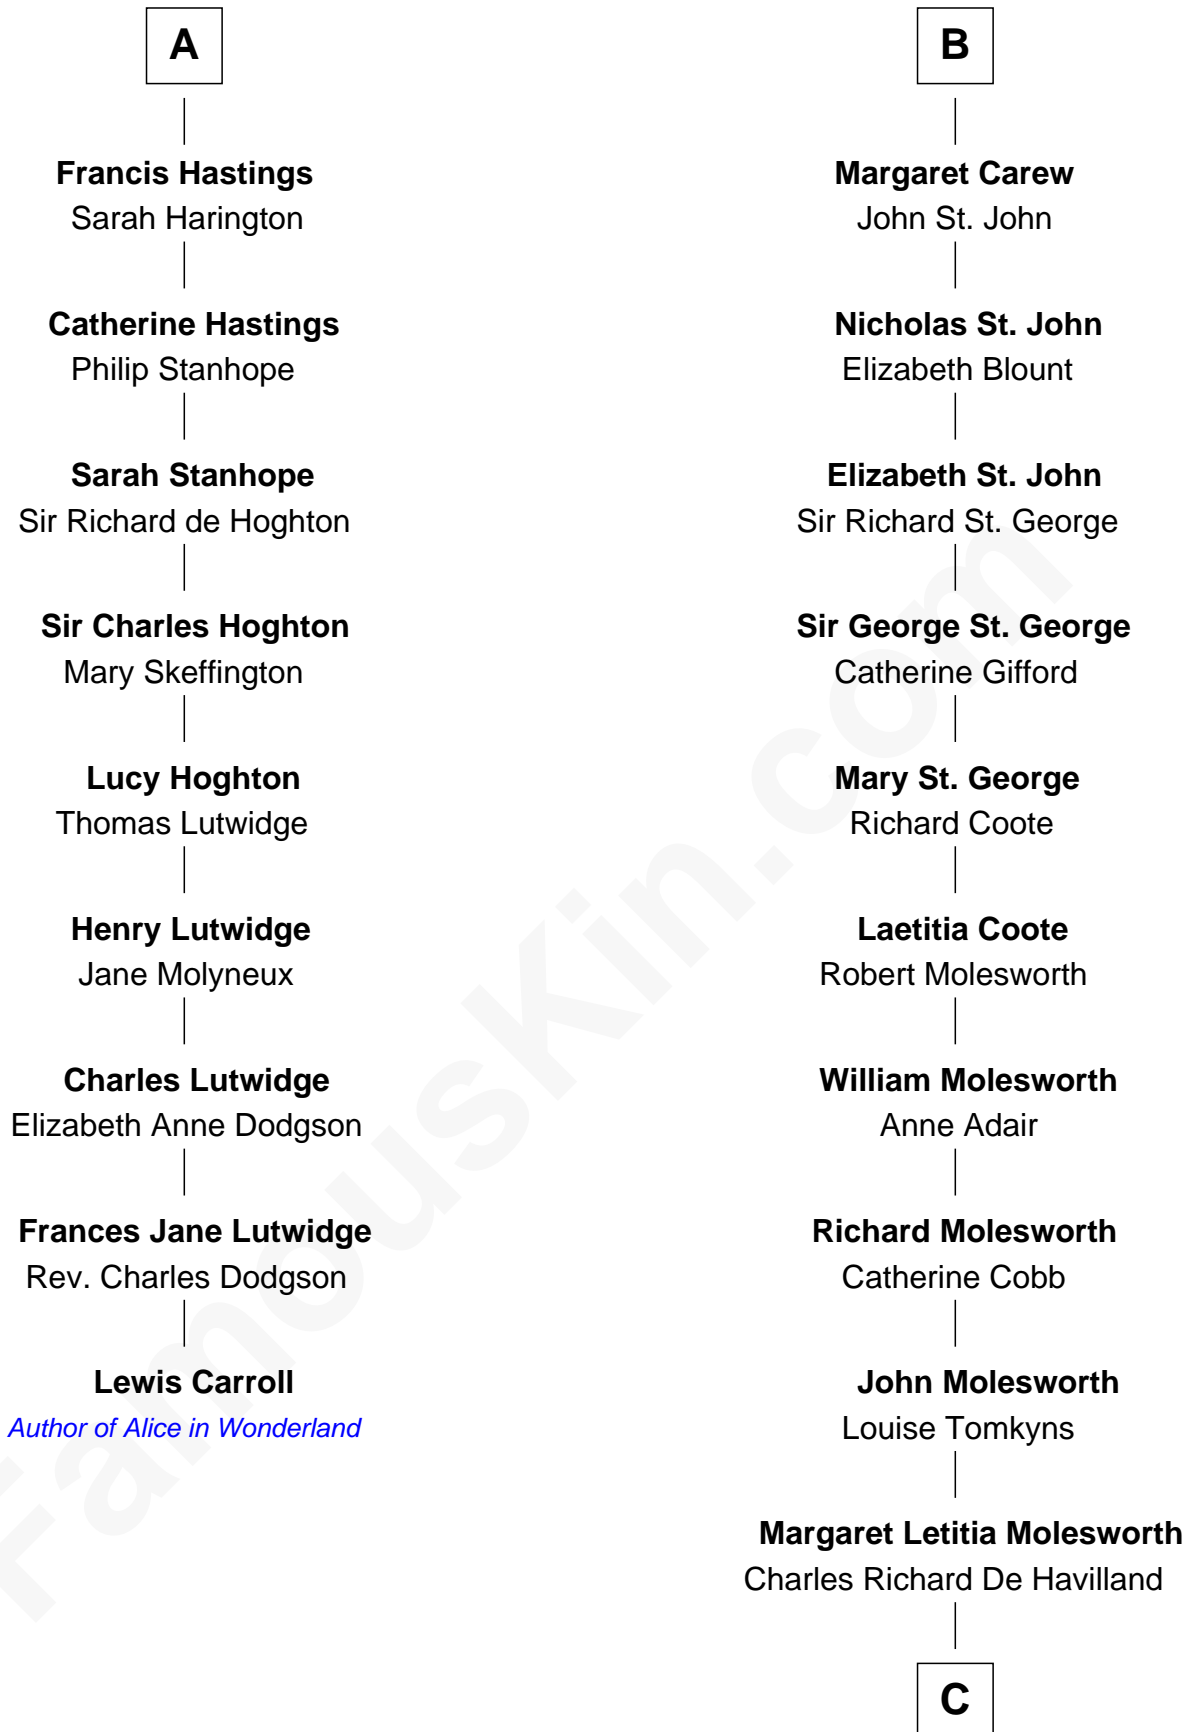 A
Francis Hastings
Sarah Harington
Catherine Hastings
Philip Stanhope
Sarah Stanhope
Sir Richard de Hoghton
Sir Charles Hoghton
Mary Skeffington
Lucy Hoghton
Thomas Lutwidge
Henry Lutwidge
Jane Molyneux
Charles Lutwidge
Elizabeth Anne Dodgson
Frances Jane Lutwidge
Rev. Charles Dodgson
Lewis Carroll
Author of Alice in Wonderland
B
Margaret Carew
John St. John
Nicholas St. John
Elizabeth Blount
Elizabeth St. John
Sir Richard St. George
Sir George St. George
Catherine Gifford
Mary St. George
Richard Coote
Laetitia Coote
Robert Molesworth
William Molesworth
Anne Adair
Richard Molesworth
Catherine Cobb
John Molesworth
Louise Tomkyns
Margaret Letitia Molesworth
Charles Richard De Havilland
C
FamousKin.com